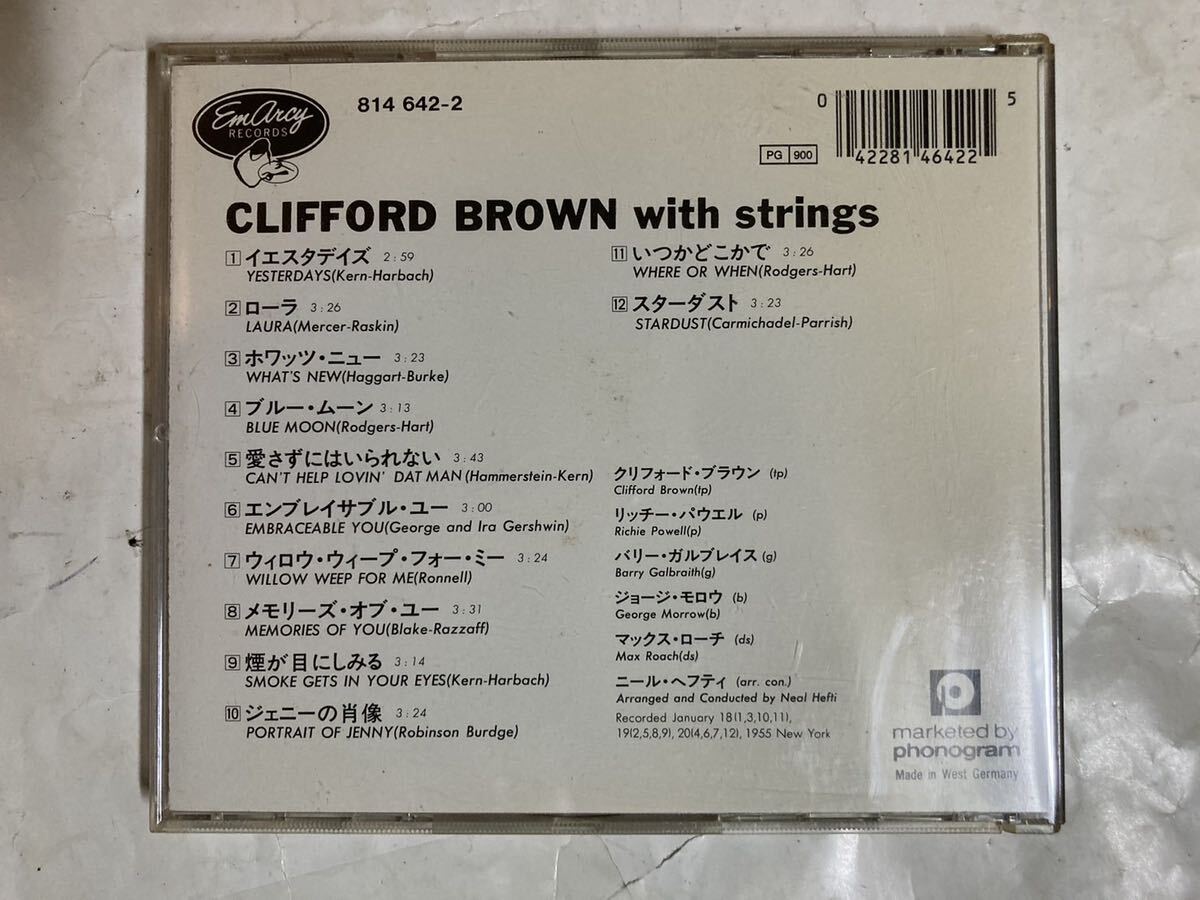 EmArcy
RECORDS
814 642-2
0 42281 46422 5
PG 900
CLIFFORD BROWN with strings
1 イエスタデイズ 2:59
YESTERDAYS(Kern-Harbach)
2 ローラ 3:26
LAURA(Mercer-Raskin)
3 ホワッツ・ニュー 3:23
WHAT'S NEW(Haggart-Burke)
4 ブルー・ムーン 3:13
BLUE MOON(Rodgers-Hart)
5 愛さずにはいられない 3:43
CAN'T HELP LOVIN' DAT MAN(Hammerstein-Kern)
6 エンブレイサブル・ユー 3:00
EMBRACEABLE YOU(George and Ira Gershwin)
7 ウィロウ・ウィープ・フォー・ミー 3:24
WILLOW WEEP FOR ME(Ronnell)
8 メモリーズ・オブ・ユー 3:31
MEMORIES OF YOU(Blake-Razzaff)
9 煙が目にしみる 3:14
SMOKE GETS IN YOUR EYES(Kern-Harbach)
10 ジェニーの肖像 3:24
PORTRAIT OF JENNY(Robinson Burdge)
11 いつかどこかで 3:26
WHERE OR WHEN(Rodgers-Hart)
12 スターダスト 3:23
STARDUST(Carmichadel-Parrish)
クリフォード・ブラウン (tp)
Clifford Brown(tp)
リッチー・パウエル (p)
Richie Powell(p)
バリー・ガルブレイス(g)
Barry Galbraith(g)
ジョージ・モロウ (b)
George Morrow(b)
マックス・ローチ (ds)
Max Roach(ds)
ニール・ヘフティ (arr. con.)
Arranged and Conducted by Neal Hefti
Recorded January 18(1,3,10,11),
19(2,5,8,9), 20(4,6,7,12), 1955 New York
marketed by
phonogram
Made in West Germany